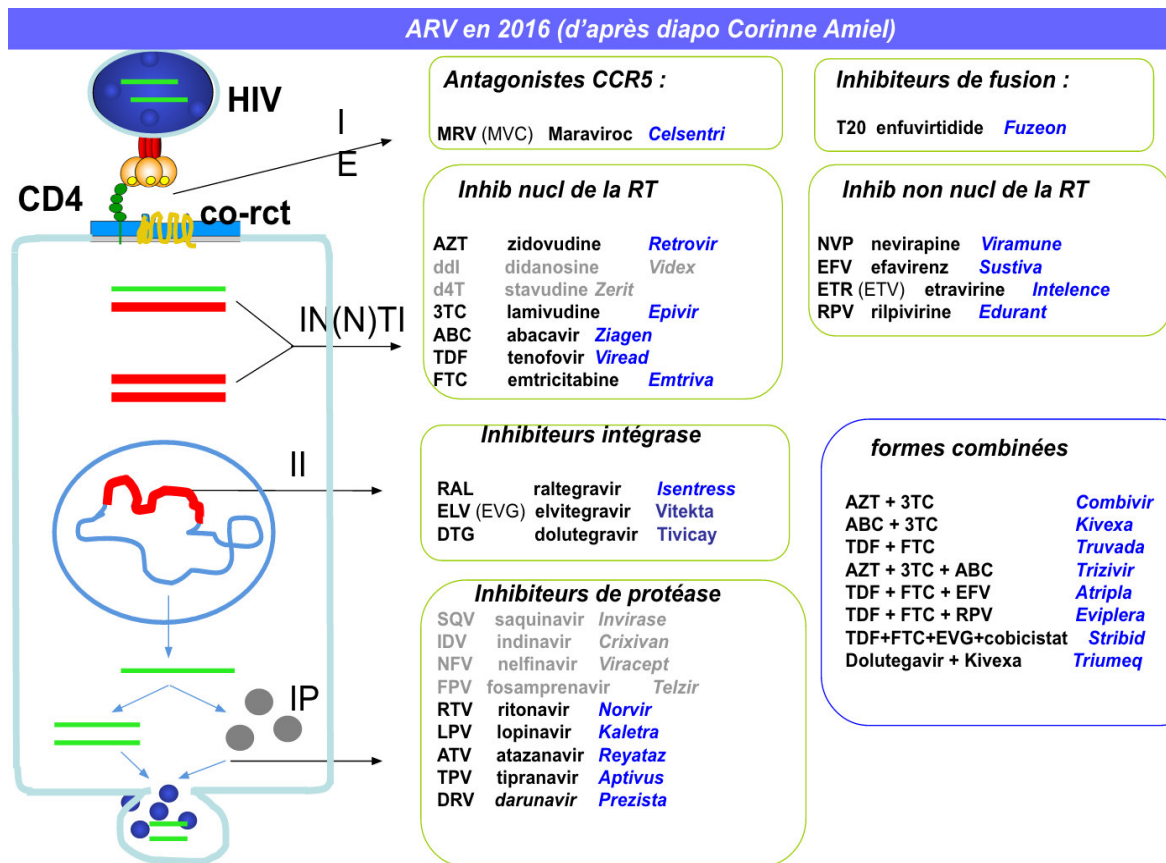 ARV en 2016 (d'après diapo Corinne Amiel)
HIV
CD4
co-rct
I
E
IN(N)TI
II
IP
Antagonistes CCR5 :
MRV (MVC) Maraviroc Celsentri
Inhibiteurs de fusion :
T20 enfuvirtidide Fuzeon
Inhib nucl de la RT
AZT zidovudine Retrovir
ddI didanosine Videx
d4T stavudine Zerit
3TC lamivudine Epivir
ABC abacavir Ziagen
TDF tenofovir Viread
FTC emtricitabine Emtriva
Inhib non nucl de la RT
NVP nevirapine Viramune
EFV efavirenz Sustiva
ETR (ETV) etravirine Intelence
RPV rilpivirine Edurant
Inhibiteurs intégrase
RAL raltegravir Isentress
ELV (EVG) elvitegravir Vitekta
DTG dolutegravir Tivicay
formes combinées
AZT + 3TC Combivir
ABC + 3TC Kivexa
TDF + FTC Truvada
AZT + 3TC + ABC Trizivir
TDF + FTC + EFV Atripla
TDF + FTC + RPV Eviplera
TDF+FTC+EVG+cobicistat Stribid
Dolutegavir + Kivexa Triumeq
Inhibiteurs de protéase
SQV saquinavir Invirase
IDV indinavir Crixivan
NFV nelfinavir Viracept
FPV fosamprenavir Telzir
RTV ritonavir Norvir
LPV lopinavir Kaletra
ATV atazanavir Reyataz
TPV tipranavir Aptivus
DRV darunavir Prezista